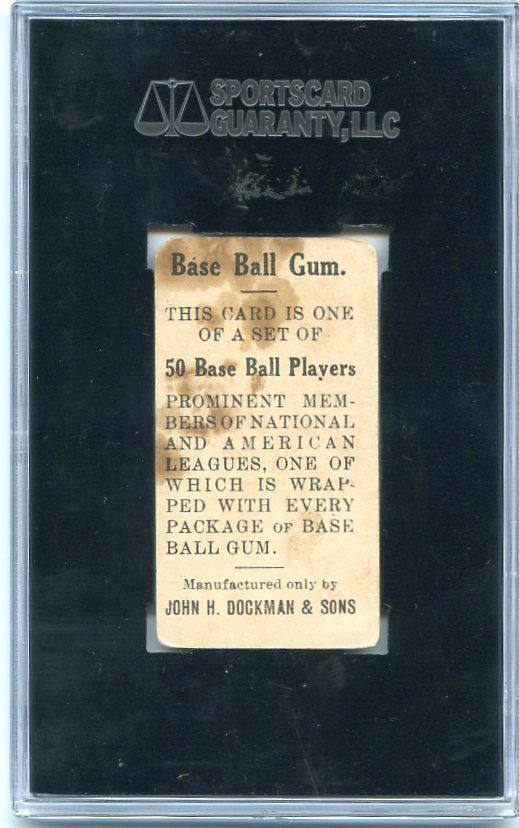 SPORTSCARD
GUARANTY, LLC
Base Ball Gum.
THIS CARD IS ONE
OF A SET OF
50 Base Ball Players
PROMINENT MEM-
BERS OF NATIONAL
AND AMERICAN
LEAGUES, ONE OF
WHICH IS WRAP-
PED WITH EVERY
PACKAGE OF BASE
BALL GUM.
Manufactured only by
JOHN H. DOCKMAN & SONS